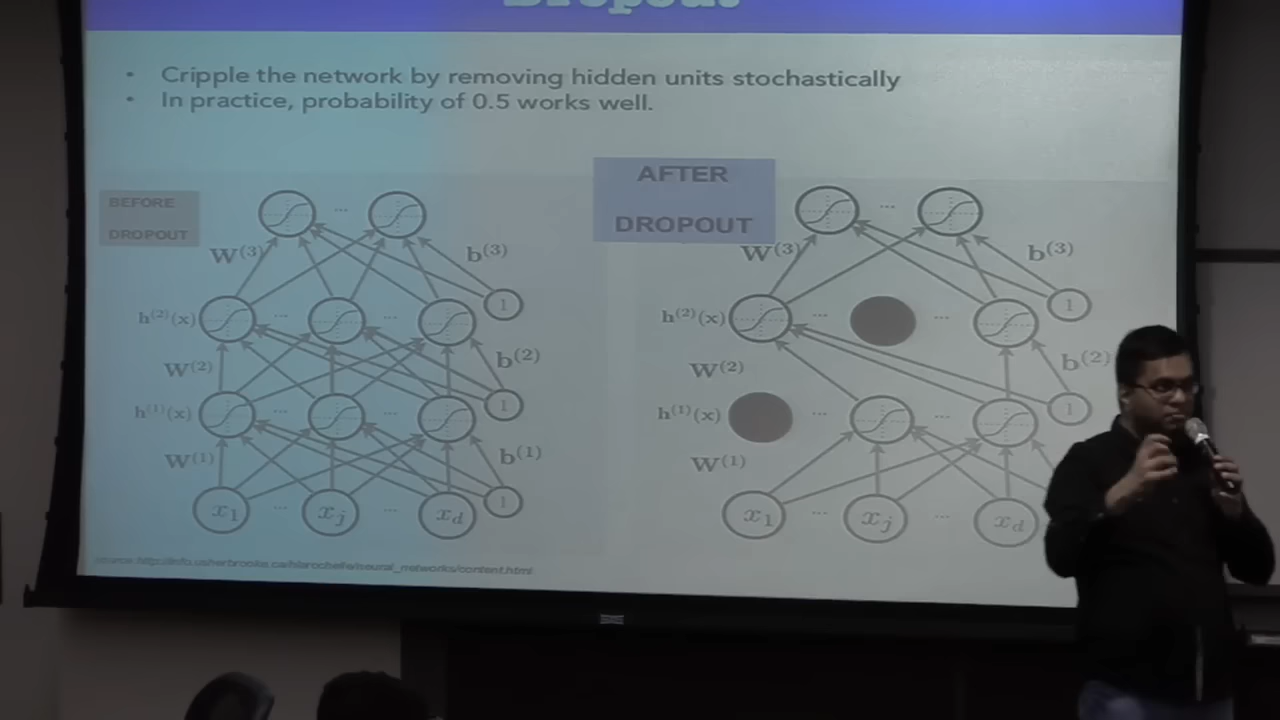 Dropout
• Cripple the network by removing hidden units stochastically
• In practice, probability of 0.5 works well.
BEFORE
DROPOUT
...
W(3)
b(3)
h(2)(x)
...
...
1
W(2)
b(2)
h(1)(x)
...
...
1
W(1)
b(1)
x1
...
xj
...
xd
1
AFTER
DROPOUT
...
W(3)
b(3)
h(2)(x)
...
...
1
W(2)
b(2)
h(1)(x)
...
...
1
W(1)
x1
...
xj
...
xd